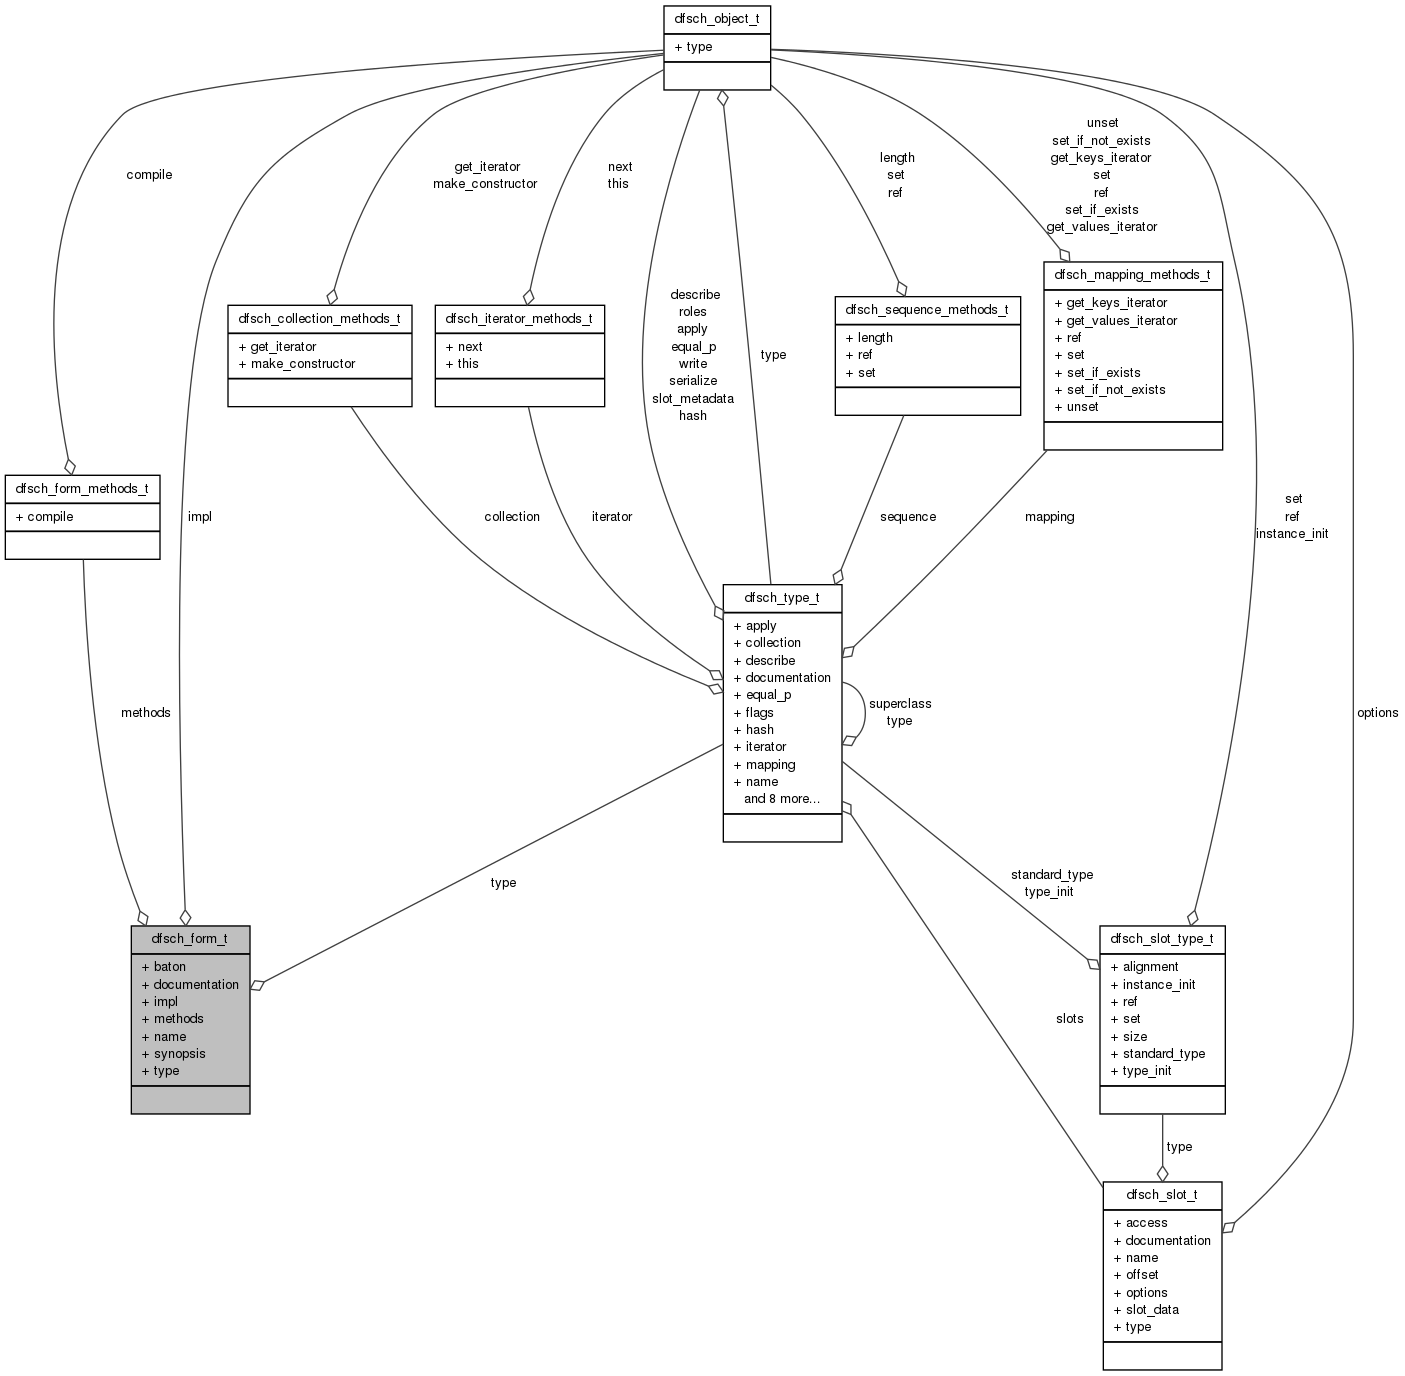 dfsch_object_t
+ type
compile
get_iterator
make_constructor
next
this
length
set
ref
unset
set_if_not_exists
get_keys_iterator
set
ref
set_if_exists
get_values_iterator
dfsch_mapping_methods_t
+ get_keys_iterator
+ get_values_iterator
+ ref
+ set
+ set_if_exists
+ set_if_not_exists
+ unset
dfsch_collection_methods_t
+ get_iterator
+ make_constructor
dfsch_iterator_methods_t
+ next
+ this
describe
roles
apply
equal_p
write
serialize
slot_metadata
hash
type
dfsch_sequence_methods_t
+ length
+ ref
+ set
dfsch_form_methods_t
+ compile
impl
collection
iterator
sequence
mapping
set
ref
instance_init
dfsch_type_t
+ apply
+ collection
+ describe
+ documentation
+ equal_p
+ flags
+ hash
+ iterator
+ mapping
+ name
and 8 more...
superclass
type
methods
options
type
standard_type
type_init
dfsch_form_t
+ baton
+ documentation
+ impl
+ methods
+ name
+ synopsis
+ type
slots
dfsch_slot_type_t
+ alignment
+ instance_init
+ ref
+ set
+ size
+ standard_type
+ type_init
type
dfsch_slot_t
+ access
+ documentation
+ name
+ offset
+ options
+ slot_data
+ type